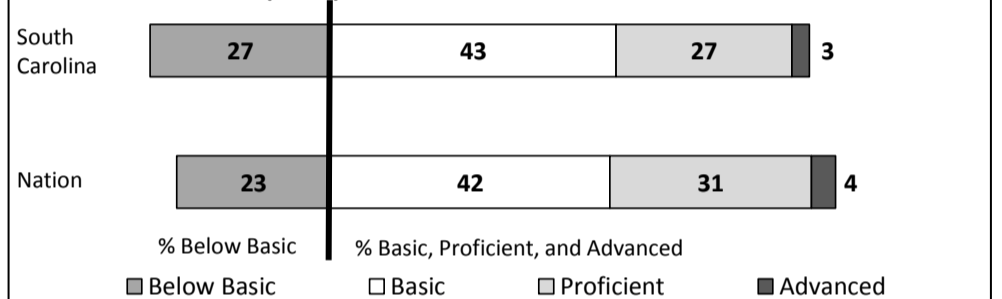 South
Carolina
27 43 27 3
Nation
23 42 31 4
% Below Basic % Basic, Proficient, and Advanced
Below Basic Basic Proficient Advanced